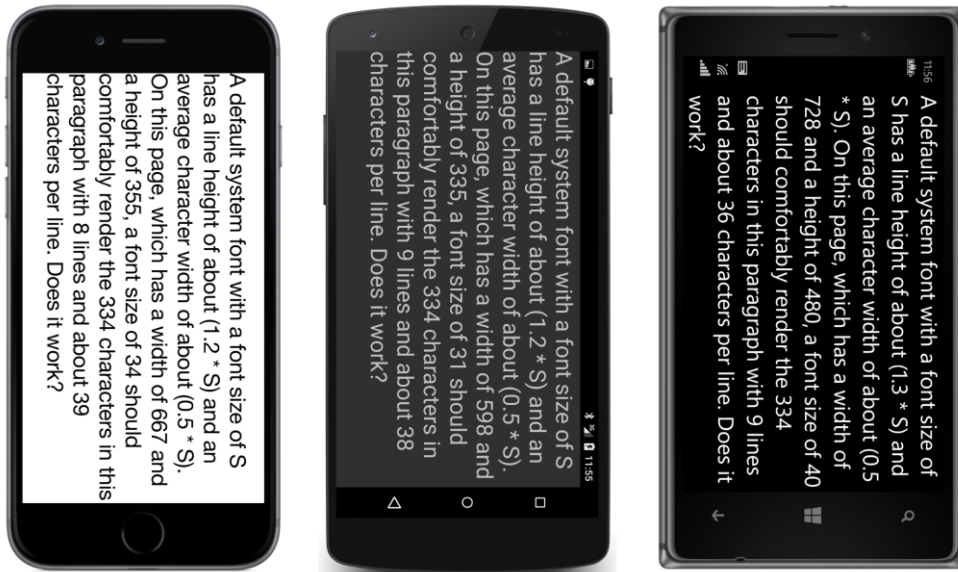 A default system font with a font size of S
has a line height of about (1.2 * S) and an
average character width of about (0.5 * S).
On this page, which has a width of 667 and
a height of 355, a font size of 34 should
comfortably render the 334 characters in this
paragraph with 8 lines and about 39
characters per line. Does it work?
A default system font with a font size of S
has a line height of about (1.2 * S) and an
average character width of about (0.5 * S).
On this page, which has a width of 598 and
a height of 335, a font size of 31 should
comfortably render the 334 characters in
this paragraph with 9 lines and about 38
characters per line. Does it work?
3G 11:55
11:56
A default system font with a font size of
S has a line height of about (1.3 * S) and
an average character width of about (0.5
* S). On this page, which has a width of
728 and a height of 480, a font size of 40
should comfortably render the 334
characters in this paragraph with 9 lines
and about 36 characters per line. Does it
work?